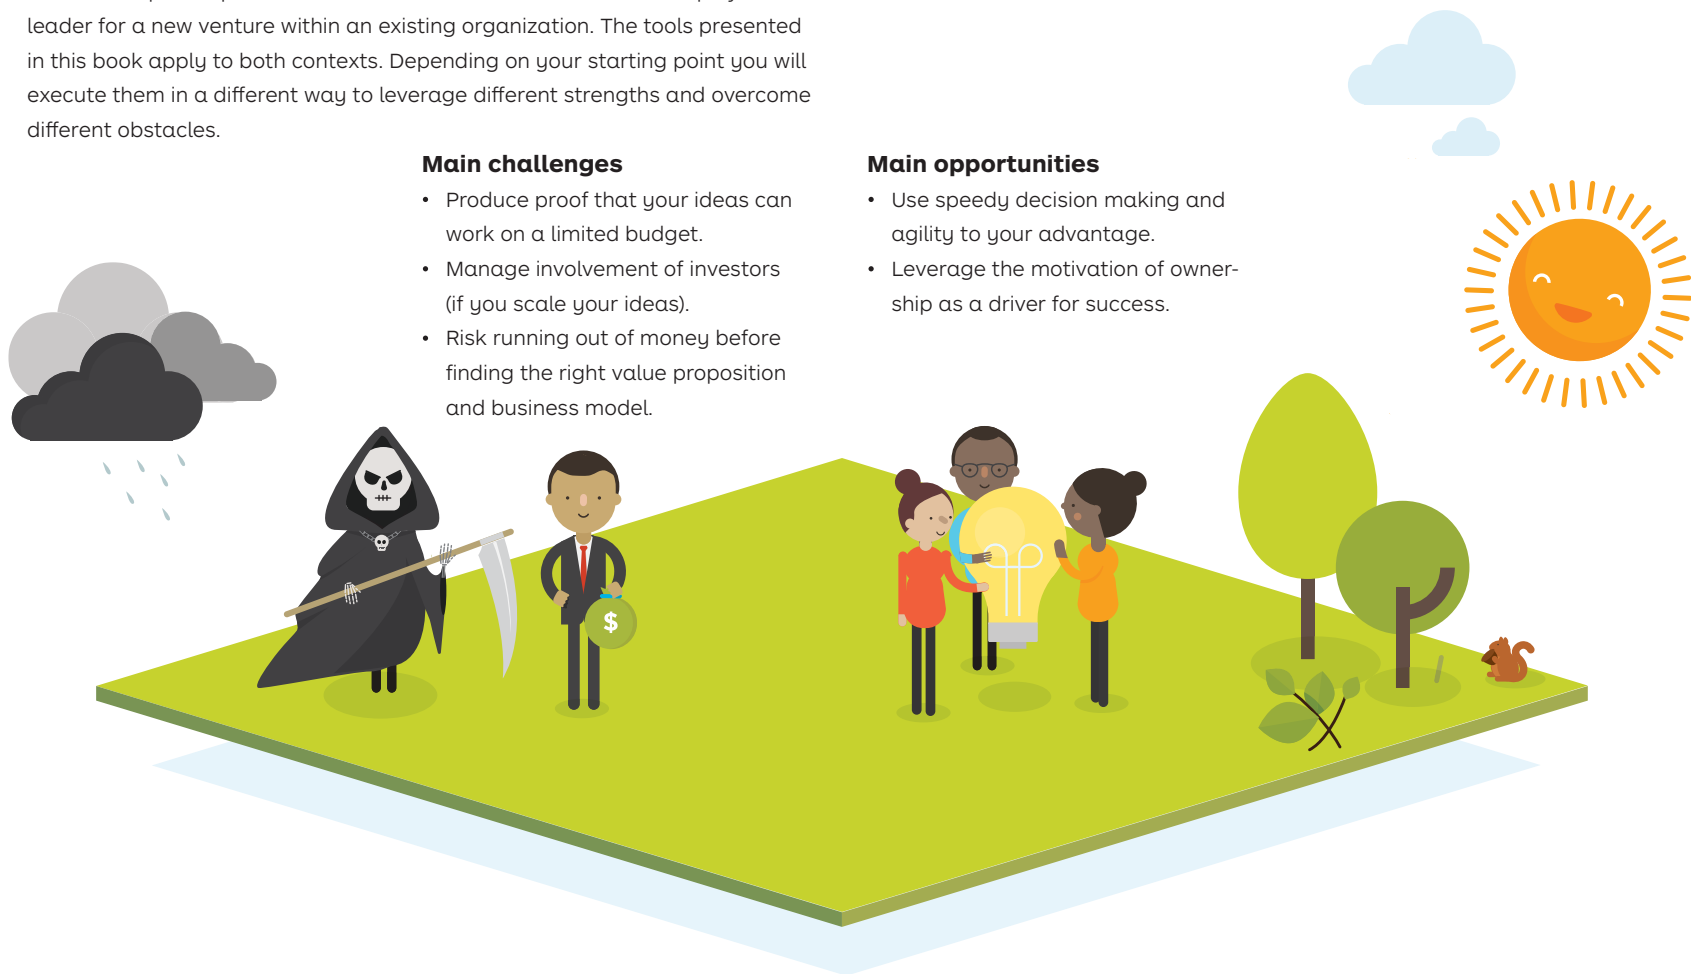 leader for a new venture within an existing organization. The tools presented
in this book apply to both contexts. Depending on your starting point you will
execute them in a different way to leverage different strengths and overcome
different obstacles.
Main challenges
• Produce proof that your ideas can
work on a limited budget.
• Manage involvement of investors
(if you scale your ideas).
• Risk running out of money before
finding the right value proposition
and business model.
Main opportunities
• Use speedy decision making and
agility to your advantage.
• Leverage the motivation of owner-
ship as a driver for success.
$